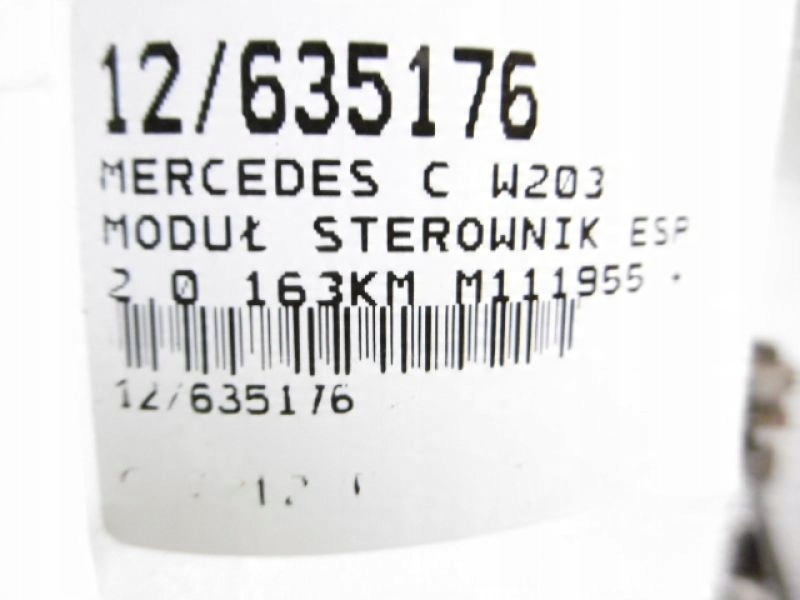 12/635176
MERCEDES C W203
MODUŁ STEROWNIK ESP
2 0 163KM M111955
12/635176